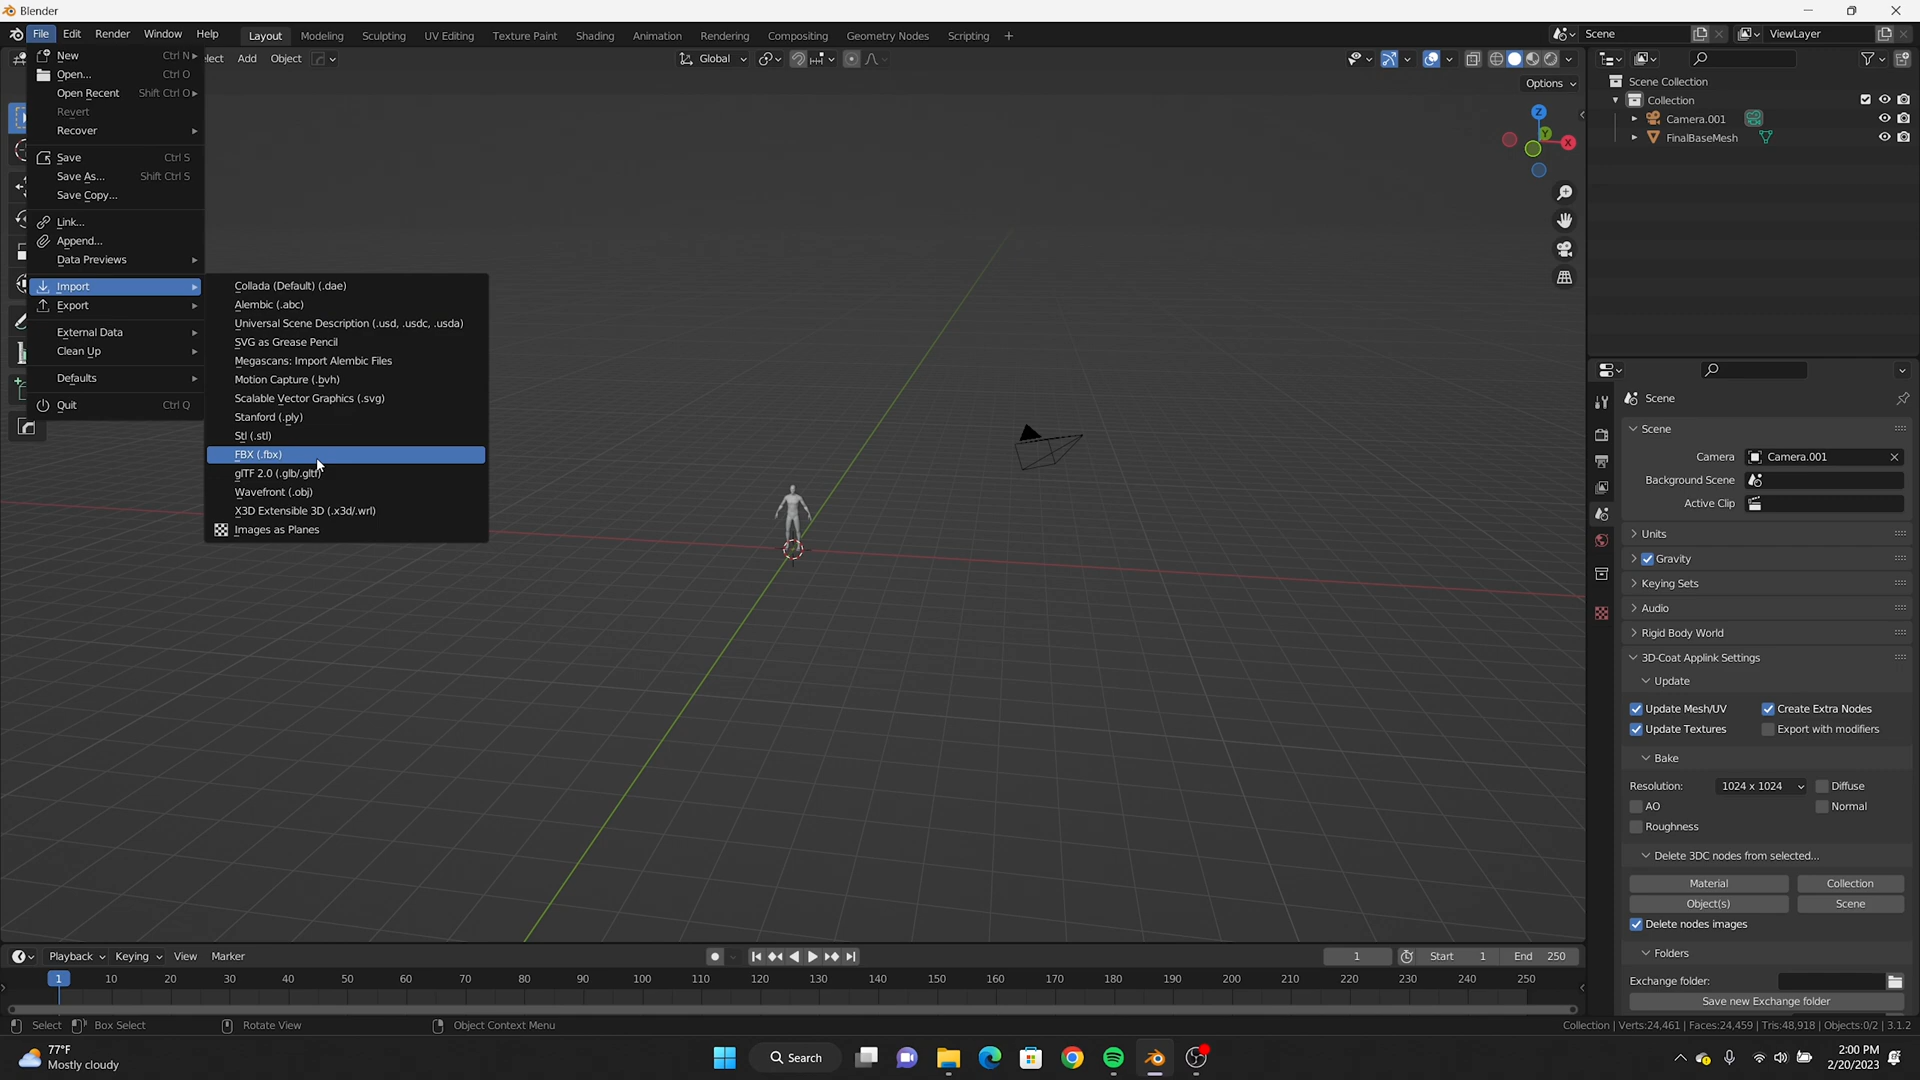 Blender
File Edit Render Window Help Layout Modeling Sculpting UV Editing Texture Paint Shading Animation Rendering Compositing Geometry Nodes Scripting + Scene ViewLayer
New Ctrl N
Open... Ctrl O
Open Recent Shift Ctrl O
Revert
Recover
Save Ctrl S
Save As... Shift Ctrl S
Save Copy...
Link...
Append...
Data Previews
Import
Export
External Data
Clean Up
Defaults
Quit Ctrl Q
lect Add Object Global
Options
Z
Y
X
Collada (Default) (.dae)
Alembic (.abc)
Universal Scene Description (.usd, .usdc, .usda)
SVG as Grease Pencil
Megascans: Import Alembic Files
Motion Capture (.bvh)
Scalable Vector Graphics (.svg)
Stanford (.ply)
Stl (.stl)
FBX (.fbx)
glTF 2.0 (.glb/.gltf)
Wavefront (.obj)
X3D Extensible 3D (.x3d/.wrl)
Images as Planes
Scene Collection
Collection
Camera.001
FinalBaseMesh
Scene
Scene
Camera Camera.001
Background Scene
Active Clip
Units
Gravity
Keying Sets
Audio
Rigid Body World
3D-Coat Applink Settings
Update
Update Mesh/UV Create Extra Nodes
Update Textures Export with modifiers
Bake
Resolution: 1024 x 1024 Diffuse
AO Normal
Roughness
Delete 3DC nodes from selected...
Material Collection
Object(s) Scene
Delete nodes images
Folders
Exchange folder:
Save new Exchange folder
Playback Keying View Marker 1 Start 1 End 250
1 10 20 30 40 50 60 70 80 90 100 110 120 130 140 150 160 170 180 190 200 210 220 230 240 250
Select Box Select Rotate View Object Context Menu Collection | Verts:24,461 | Faces:24,459 | Tris:48,918 | Objects:0/2 | 3.1.2
77°F
Mostly cloudy
Search
2:00 PM
2/20/2023